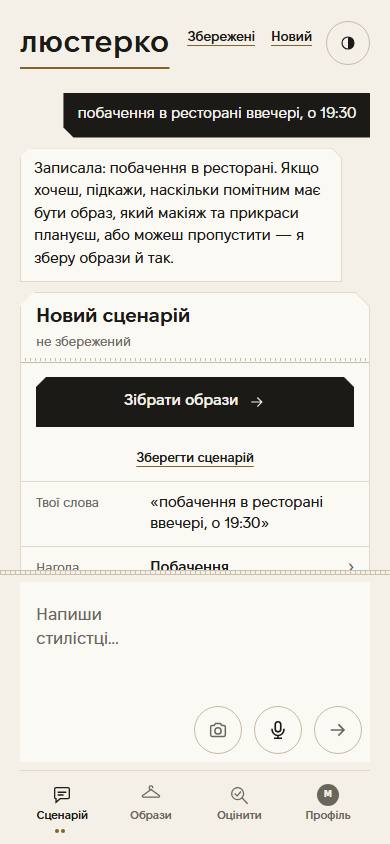 люстерко
Збережені
Новий
побачення в ресторані ввечері, о 19:30
Записала: побачення в ресторані. Якщо
хочеш, підкажи, наскільки помітним має
бути образ, який макіяж та прикраси
плануєш, або можеш пропустити — я
зберу образи й так.
Новий сценарій
не збережений
Зібрати образи →
Зберегти сценарій
Твої слова
«побачення в ресторані
ввечері, о 19:30»
Нагода
Побачення
Напиши
стилістці...
Сценарій
Образи
Оцінити
М
Профіль